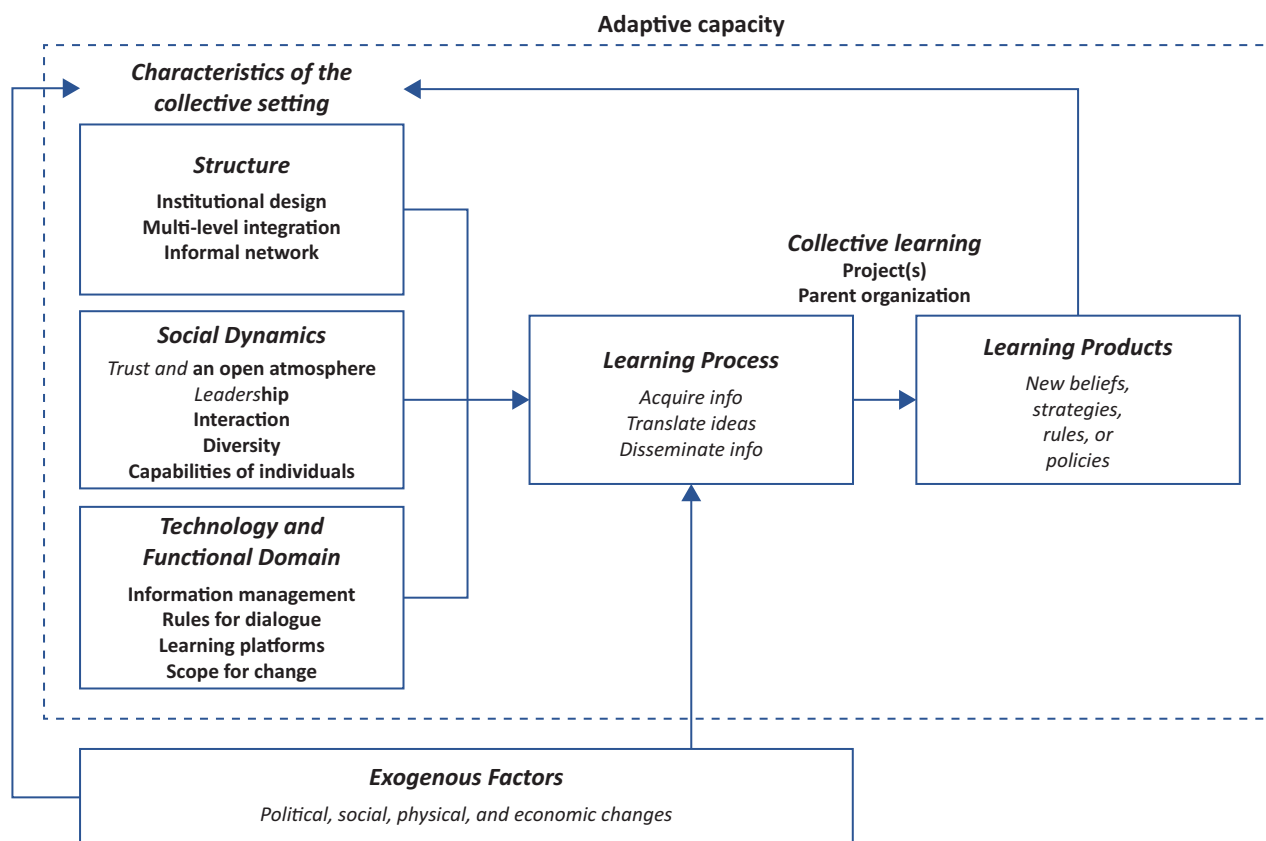 Adaptive capacity
Characteristics of the
collective setting
Structure
Institutional design
Multi-level integration
Informal network
Social Dynamics
Trust and an open atmosphere
Leadership
Interaction
Diversity
Capabilities of individuals
Technology and
Functional Domain
Information management
Rules for dialogue
Learning platforms
Scope for change
Learning Process
Acquire info
Translate ideas
Disseminate info
Collective learning
Project(s)
Parent organization
Learning Products
New beliefs,
strategies,
rules, or
policies
Exogenous Factors
Political, social, physical, and economic changes